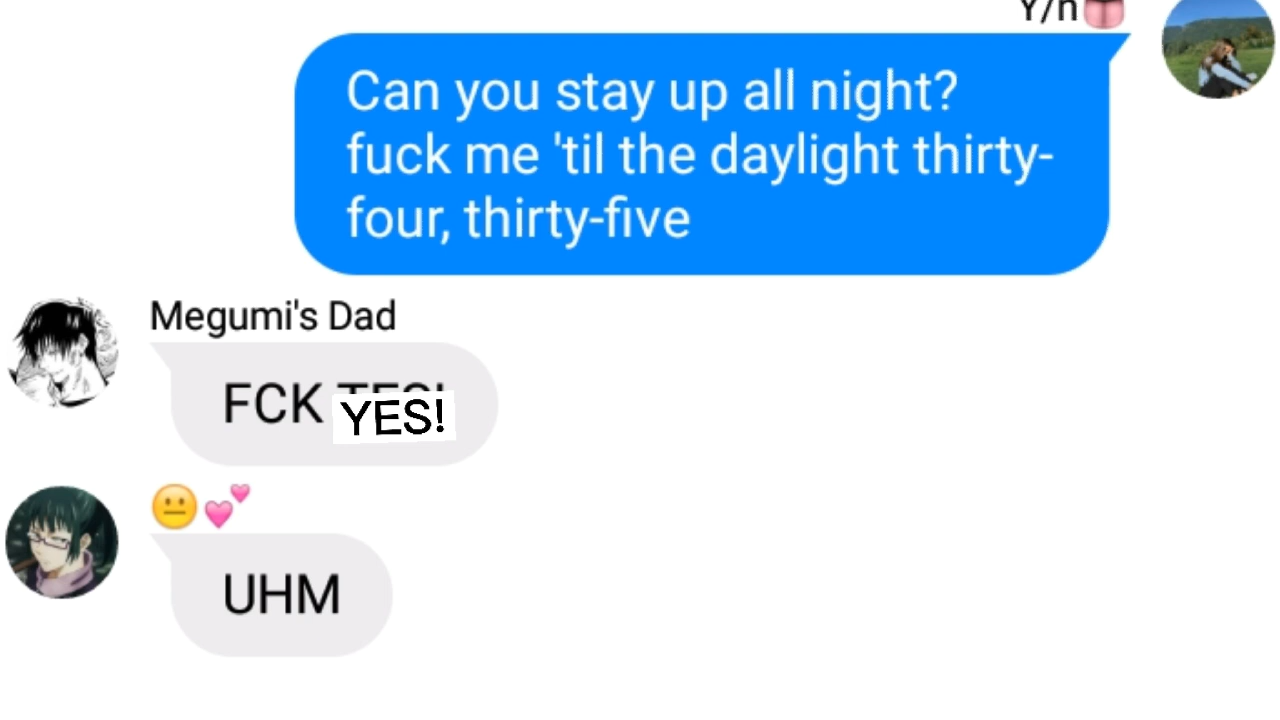 Y/n
Can you stay up all night?
fuck me 'til the daylight thirty-
four, thirty-five
Megumi's Dad
FCK YES!
UHM